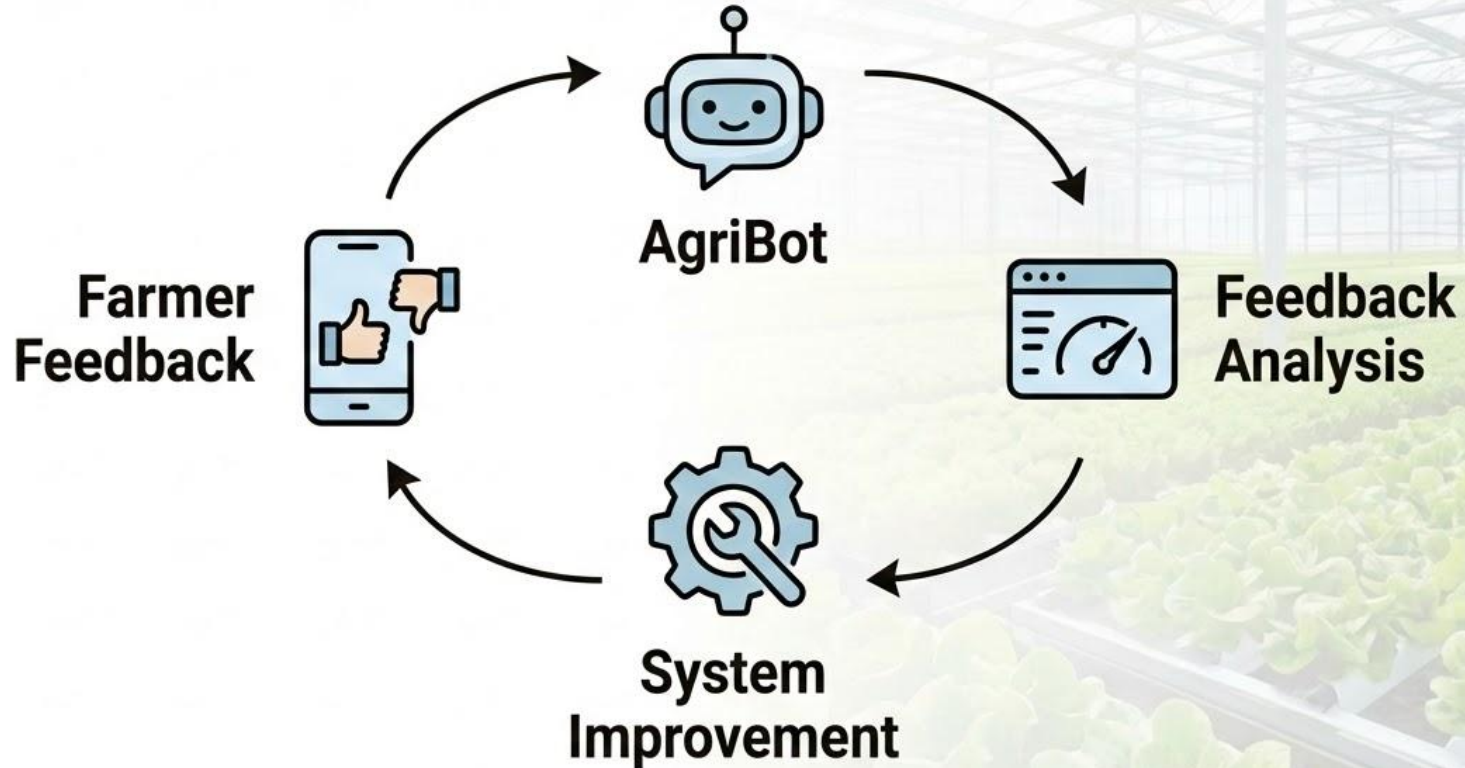 AgriBot
Farmer
Feedback
Feedback
Analysis
System
Improvement